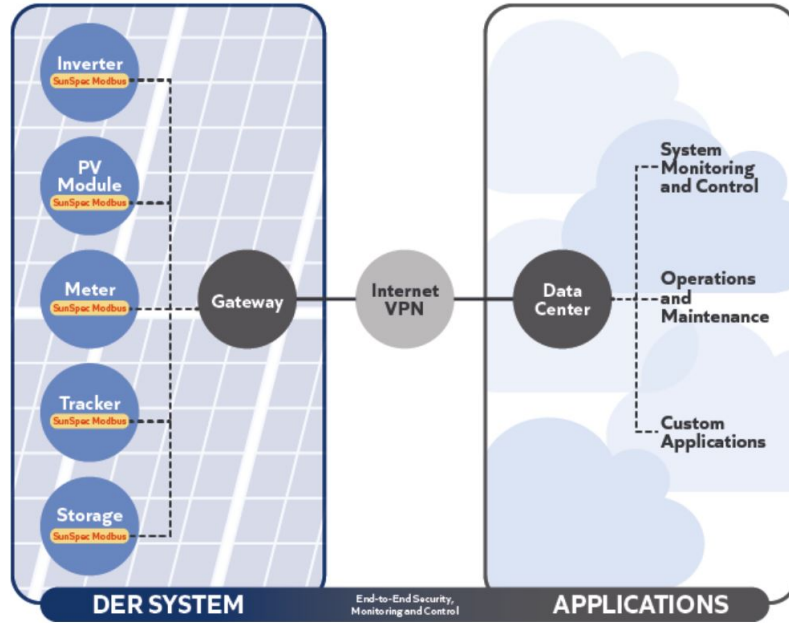 Inverter
SunSpec Modbus
PV
Module
SunSpec Modbus
Meter
SunSpec Modbus
Tracker
SunSpec Modbus
Storage
SunSpec Modbus
Gateway
Internet
VPN
Data
Center
System
Monitoring
and Control
Operations
and
Maintenance
Custom
Applications
DER SYSTEM
End-to-End Security,
Monitoring and Control
APPLICATIONS